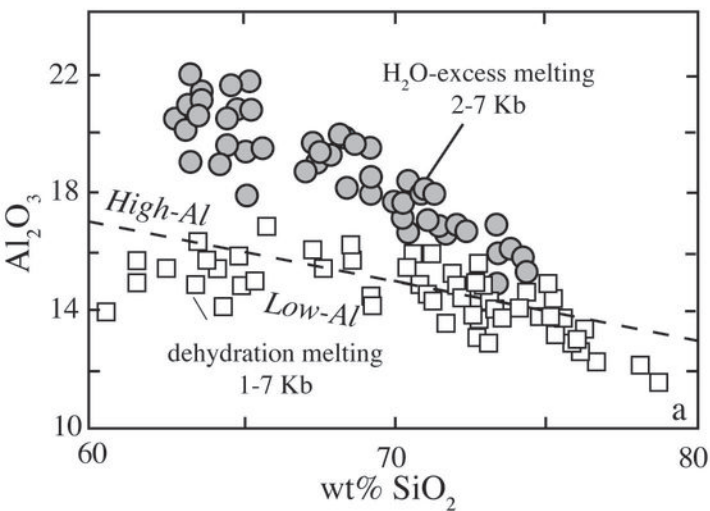 22
18
14
10
Al₂O₃
H₂O-excess melting
2-7 Kb
High-Al
Low-Al
dehydration melting
1-7 Kb
a
60
70
80
wt% SiO₂